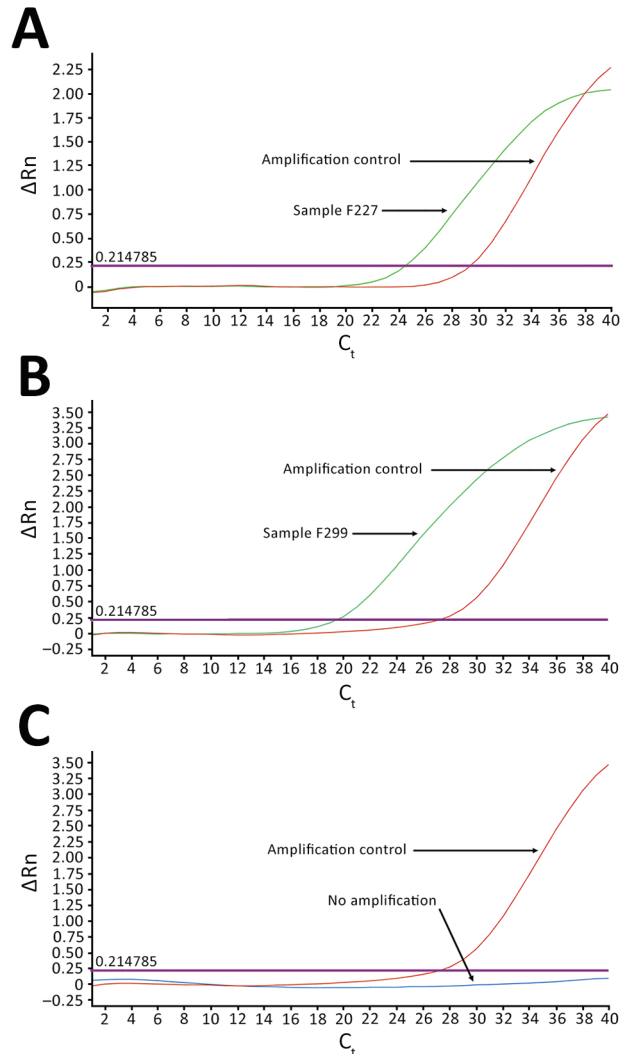 A
2.25
2.00
1.75
1.50
1.25
1.00
0.75
0.50
0.25
0
ΔRn
Amplification control
Sample F227
0.214785
2 4 6 8 10 12 14 16 18 20 22 24 26 28 30 32 34 36 38 40
Ct
B
3.50
3.25
3.00
2.75
2.50
2.25
2.00
1.75
1.50
1.25
1.00
0.75
0.50
0.25
0
−0.25
ΔRn
Amplification control
Sample F299
0.214785
2 4 6 8 10 12 14 16 18 20 22 24 26 28 30 32 34 36 38 40
Ct
C
3.50
3.25
3.00
2.75
2.50
2.25
2.00
1.75
1.50
1.25
1.00
0.75
0.50
0.25
0
−0.25
ΔRn
Amplification control
No amplification
0.214785
2 4 6 8 10 12 14 16 18 20 22 24 26 28 30 32 34 36 38 40
Ct